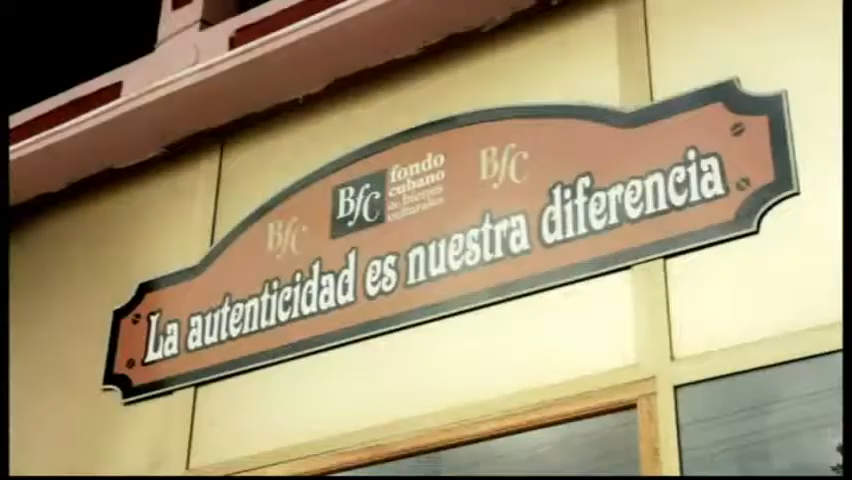 BfC
fondo
cubano
de bienes
culturales
BfC
BfC
La autenticidad es nuestra diferencia